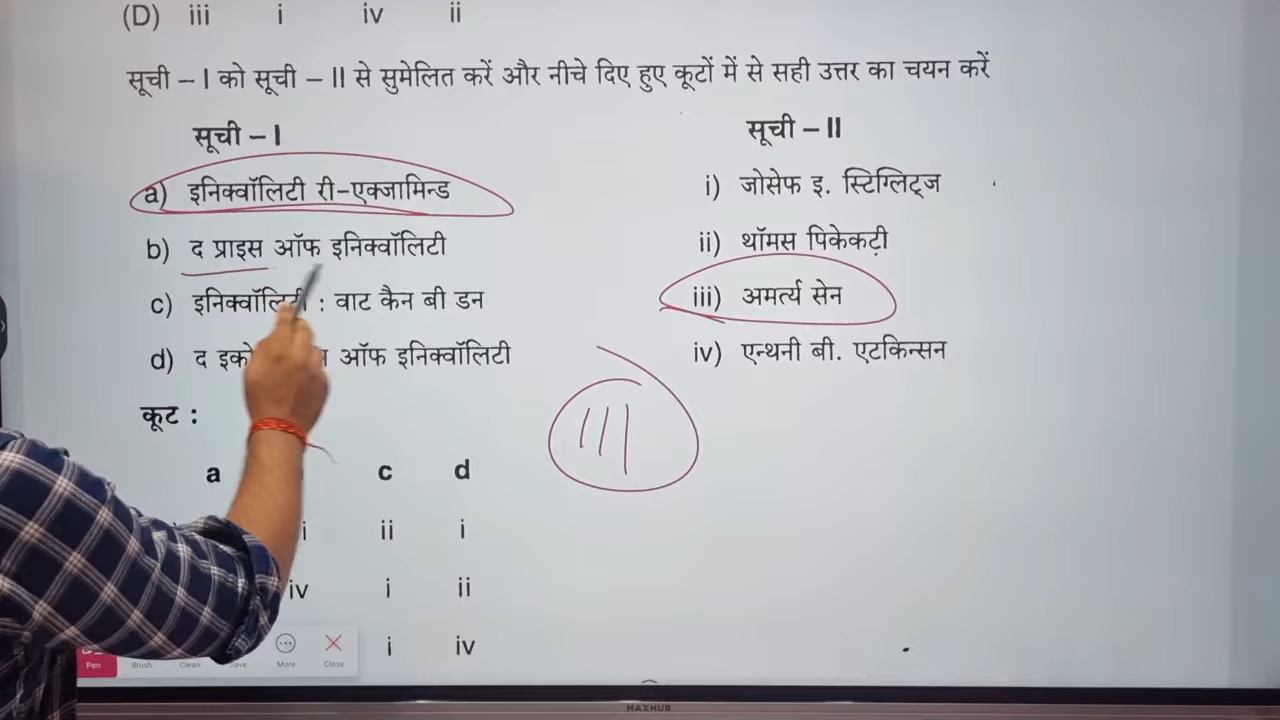 (D) iii i iv ii
सूची – I को सूची – II से सुमेलित करें और नीचे दिए हुए कूटों में से सही उत्तर का चयन करें
सूची – I सूची – II
a) इनिक्वॉलिटी री-एक्जामिन्ड i) जोसेफ इ. स्टिग्लिट्ज
b) द प्राइस ऑफ इनिक्वॉलिटी ii) थॉमस पिकेकट़ी
c) इनिक्वॉलिटी : वाट कैन बी डन iii) अमर्त्य सेन
d) द ऑफ इनिक्वॉलिटी iv) एन्थनी बी. एटकिन्सन
III
कूट :
a c d
ii i
iv i ii
i iv
Pen Brush Clean More Close
MAXHUB